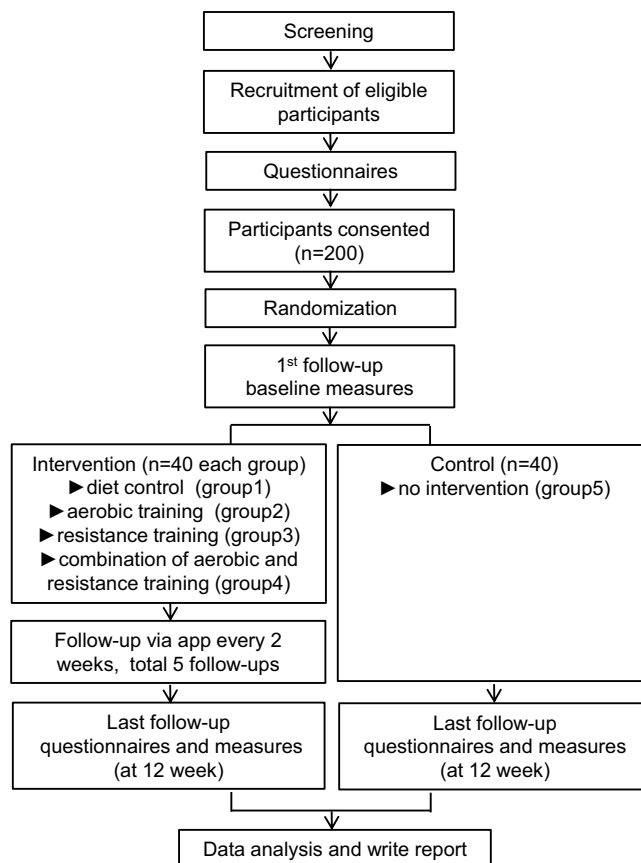 Screening
Recruitment of eligible
participants
Questionnaires
Participants consented
(n=200)
Randomization
1st follow-up
baseline measures
Intervention (n=40 each group)
►diet control (group1)
►aerobic training (group2)
►resistance training (group3)
►combination of aerobic and
resistance training (group4)
Control (n=40)
►no intervention (group5)
Follow-up via app every 2
weeks, total 5 follow-ups
Last follow-up
questionnaires and measures
(at 12 week)
Last follow-up
questionnaires and measures
(at 12 week)
Data analysis and write report